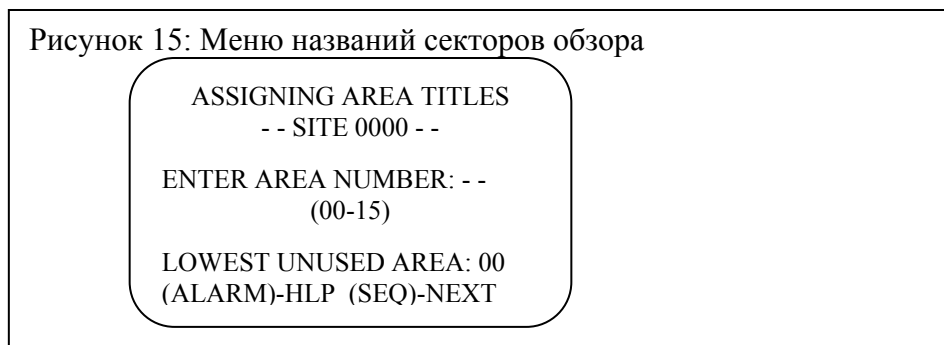 Рисунок 15: Меню названий секторов обзора
ASSIGNING AREA TITLES
- - SITE 0000 - -
ENTER AREA NUMBER: - -
(00-15)
LOWEST UNUSED AREA: 00
(ALARM)-HLP (SEQ)-NEXT